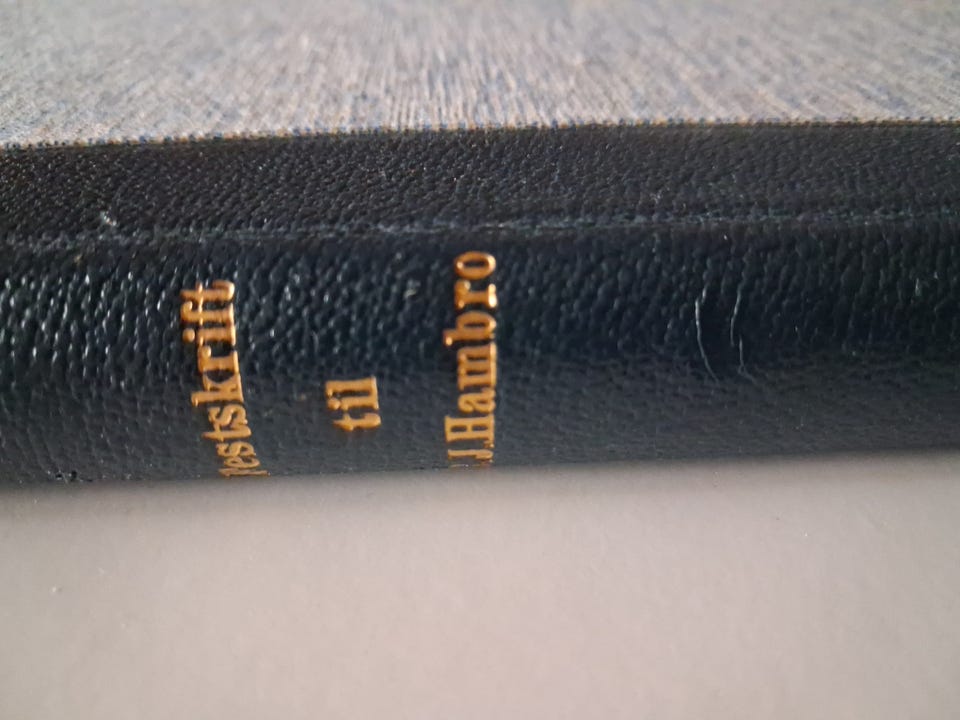 Festskrift
til
J. Hambro